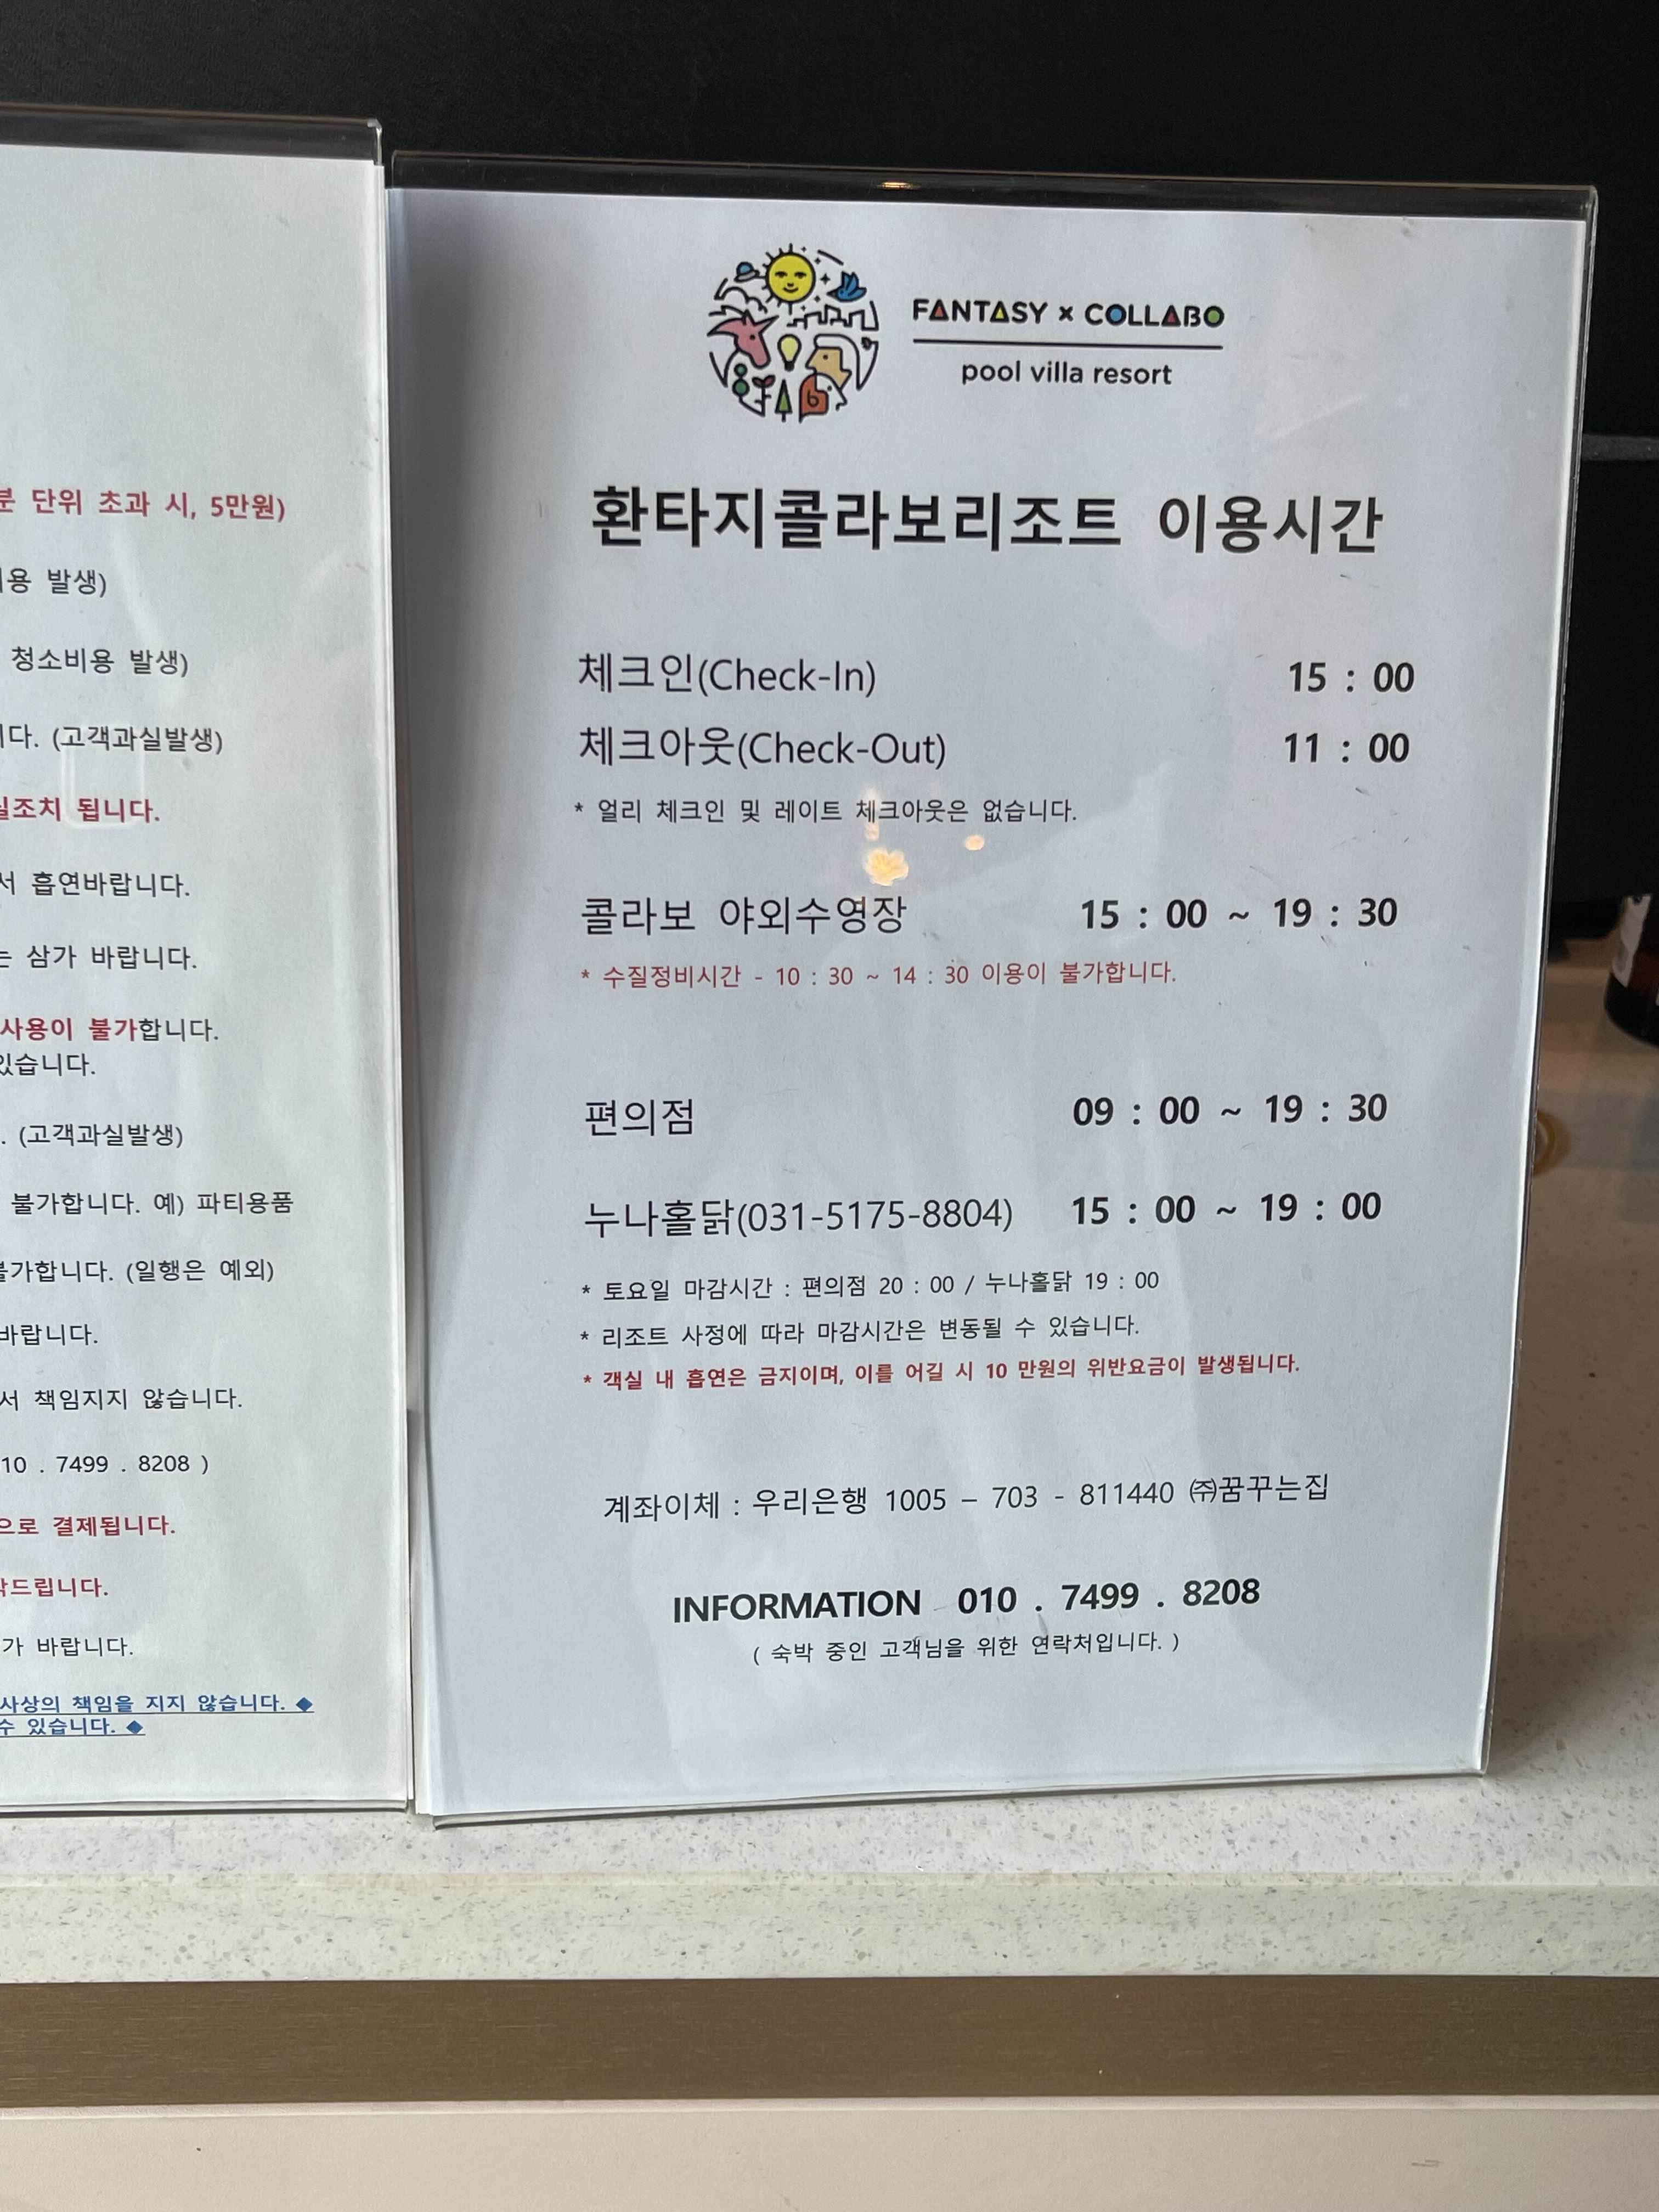 분 단위 초과 시, 5만원)
용 발생)
청소비용 발생)
니다. (고객과실발생)
실조치 됩니다.
서 흡연바랍니다.
는 삼가 바랍니다.
사용이 불가합니다.
있습니다.
. (고객과실발생)
불가합니다. 예) 파티용품
불가합니다. (일행은 예외)
바랍니다.
서 책임지지 않습니다.
10 . 7499 . 8208 )
으로 결제됩니다.
드립니다.
가 바랍니다.
사상의 책임을 지지 않습니다. ◆
수 있습니다. ◆
FANTASY x COLLABO
pool villa resort
환타지콜라보리조트 이용시간
체크인(Check-In) 15 : 00
체크아웃(Check-Out) 11 : 00
* 얼리 체크인 및 레이트 체크아웃은 없습니다.
콜라보 야외수영장 15 : 00 ~ 19 : 30
* 수질정비시간 - 10 : 30 ~ 14 : 30 이용이 불가합니다.
편의점 09 : 00 ~ 19 : 30
누나홀닭(031-5175-8804) 15 : 00 ~ 19 : 00
* 토요일 마감시간 : 편의점 20 : 00 / 누나홀닭 19 : 00
* 리조트 사정에 따라 마감시간은 변동될 수 있습니다.
* 객실 내 흡연은 금지이며, 이를 어길 시 10 만원의 위반요금이 발생됩니다.
계좌이체 : 우리은행 1005 – 703 - 811440 ㈜꿈꾸는집
INFORMATION 010 . 7499 . 8208
( 숙박 중인 고객님을 위한 연락처입니다. )